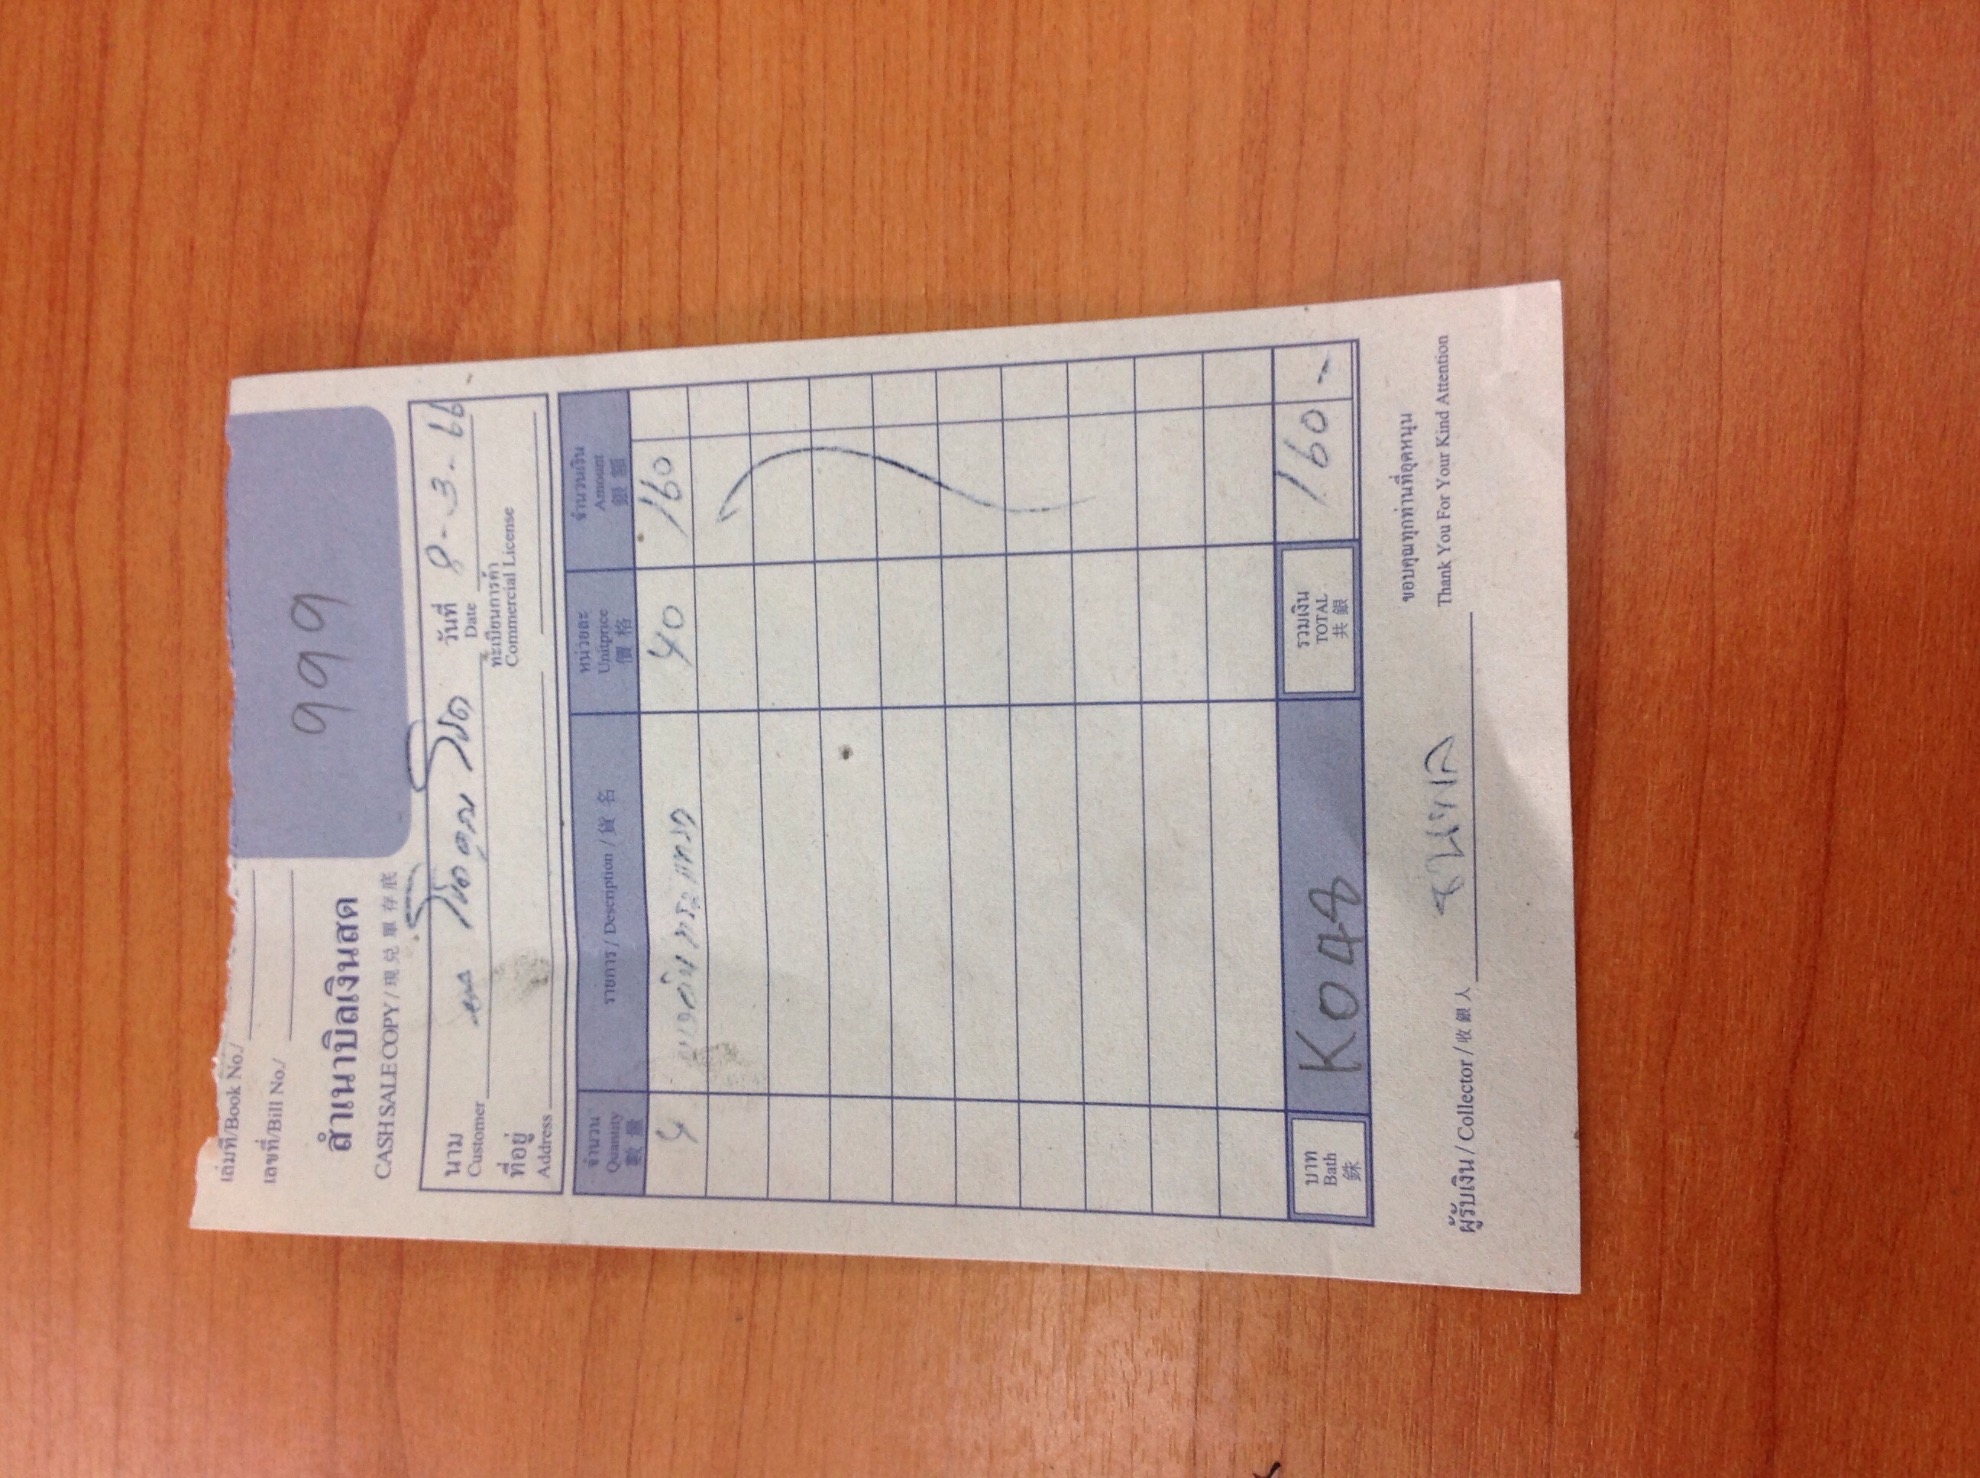 เล่มที่/Book No./
เลขที่/Bill No./
999
สำเนาบิลเงินสด
CASH SALE COPY / 現 兌 單 存 底
นาม
Customer
วันที่ 8-3-66
Date
ที่อยู่
Address
ทะเบียนการค้า
Commercial License
จำนวน รายการ / Description / 貨 名 หน่วยละ จำนวนเงิน
Quantity Unitprice Amount
數 量 價 格 銀 額
4 40 160
บาท K048 รวมเงิน 160 -
Bath TOTAL
銖 共 銀
ผู้รับเงิน / Collector / 收 銀 人
ขอบคุณทุกท่านที่อุดหนุน
Thank You For Your Kind Attention